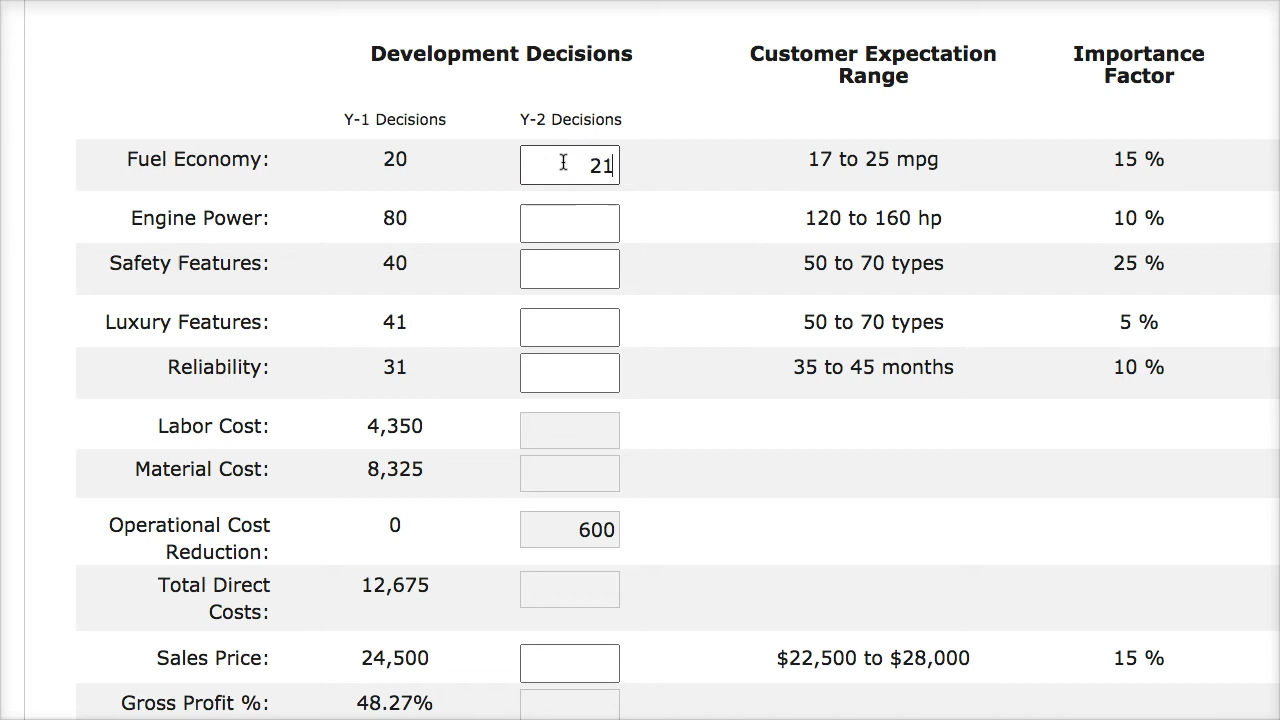 Development Decisions
Customer Expectation
Range
Importance
Factor
Y-1 Decisions
Y-2 Decisions
Fuel Economy: 20 21 17 to 25 mpg 15 %
Engine Power: 80 120 to 160 hp 10 %
Safety Features: 40 50 to 70 types 25 %
Luxury Features: 41 50 to 70 types 5 %
Reliability: 31 35 to 45 months 10 %
Labor Cost: 4,350
Material Cost: 8,325
Operational Cost 0 600
Reduction:
Total Direct 12,675
Costs:
Sales Price: 24,500 $22,500 to $28,000 15 %
Gross Profit %: 48.27%